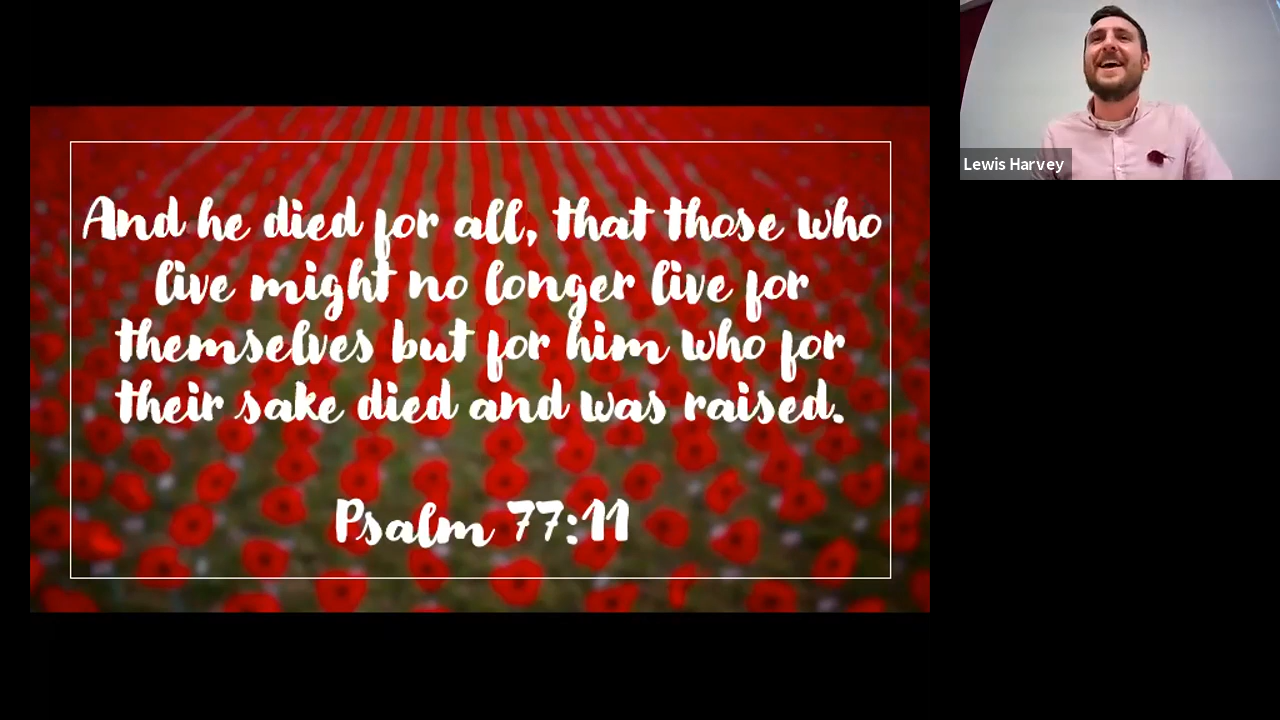 And he died for all, that those who
live might no longer live for
themselves but for him who for
their sake died and was raised.
Psalm 77:11
Lewis Harvey